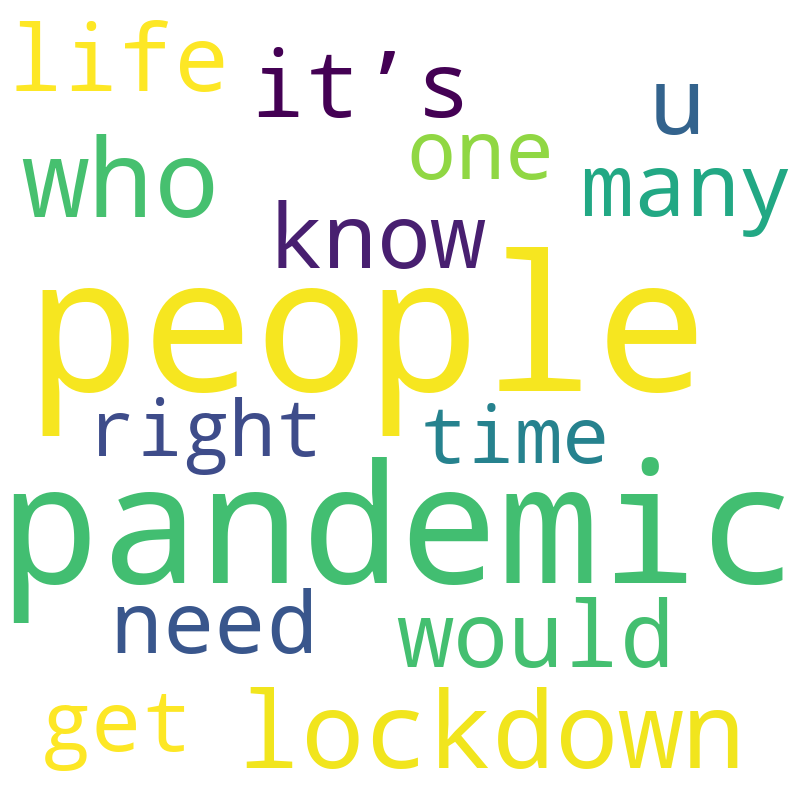 life it’s u
who one many
know
people
right time
pandemic
need would
get lockdown